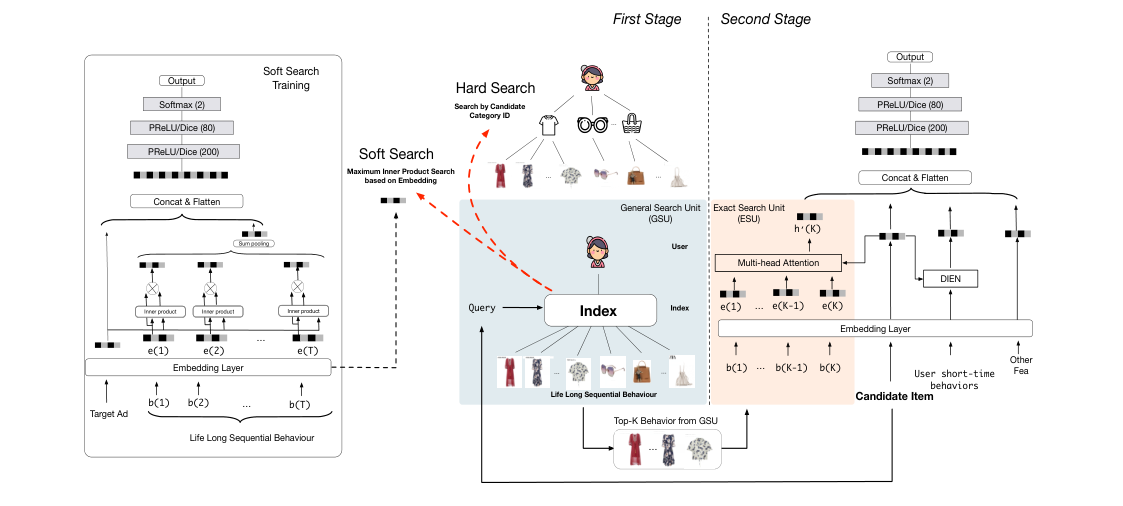 First Stage
Second Stage
Soft Search
Training
Output
Softmax (2)
PReLU/Dice (80)
PReLU/Dice (200)
Concat & Flatten
Sum pooling
Inner product
Inner product
Inner product
e(1)
e(2)
...
e(T)
Embedding Layer
Target Ad
b(1)
b(2)
...
b(T)
Life Long Sequential Behaviour
Hard Search
Search by Candidate
Category ID
Soft Search
Maximum Inner Product Search
based on Embedding
...
...
...
General Search Unit
(GSU)
User
Query
Index
Index
...
...
Life Long Sequential Behaviour
Top-K Behavior from GSU
...
Output
Softmax (2)
PReLU/Dice (80)
PReLU/Dice (200)
Concat & Flatten
Exact Search Unit
(ESU)
h'(K)
Multi-head Attention
DIEN
e(1)
...
e(K-1)
e(K)
Embedding Layer
b(1)
...
b(K-1)
b(K)
Candidate Item
User short-time
behaviors
Other
Fea